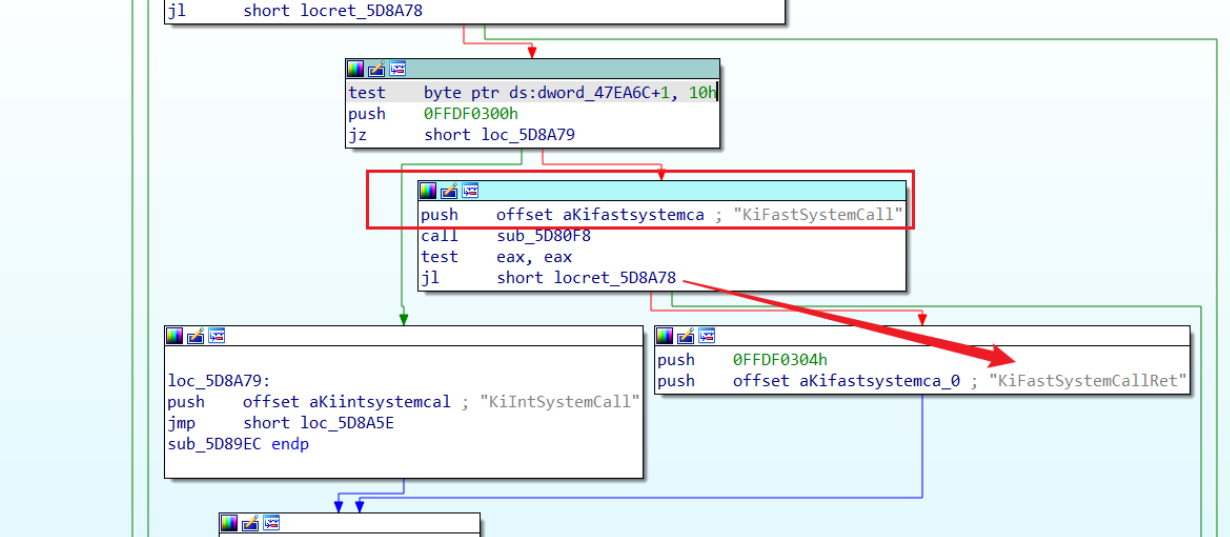 jl      short locret_5D8A78
test    byte ptr ds:dword_47EA6C+1, 10h
push    0FFDF0300h
jz      short loc_5D8A79
push    offset aKifastsystemca ; "KiFastSystemCall"
call    sub_5D80F8
test    eax, eax
jl      short locret_5D8A78
loc_5D8A79:
push    offset aKiintsystemcal ; "KiIntSystemCall"
jmp     short loc_5D8A5E
sub_5D89EC endp
push    0FFDF0304h
push    offset aKifastsystemca_0 ; "KiFastSystemCallRet"